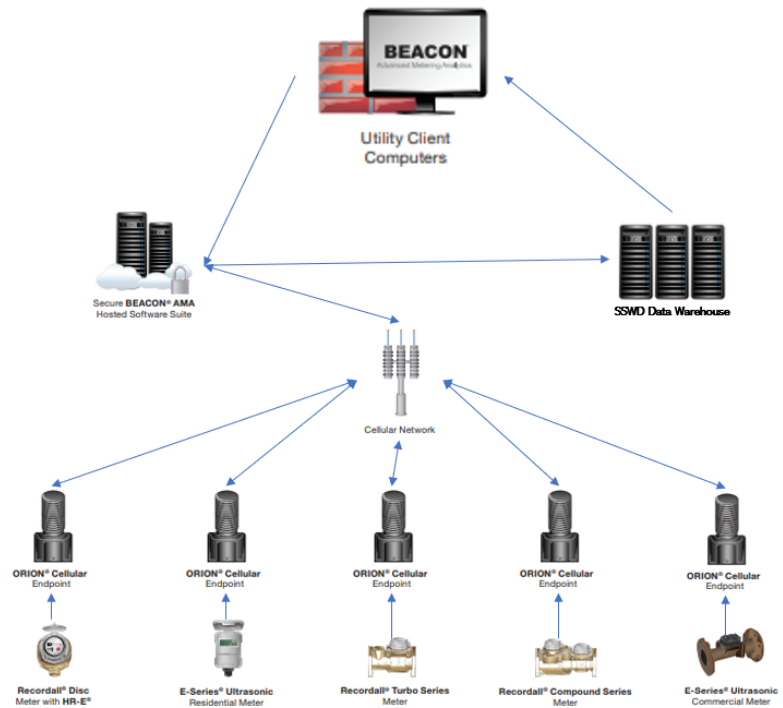 BEACON
Advanced Metering Analytics
Utility Client
Computers
Secure BEACON® AMA
Hosted Software Suite
SSWD Data Warehouse
Cellular Network
ORION® Cellular
Endpoint
ORION® Cellular
Endpoint
ORION® Cellular
Endpoint
ORION® Cellular
Endpoint
ORION® Cellular
Endpoint
Recordall® Disc
Meter with HR-E®
E-Series® Ultrasonic
Residential Meter
Recordall® Turbo Series
Meter
Recordall® Compound Series
Meter
E-Series® Ultrasonic
Commercial Meter